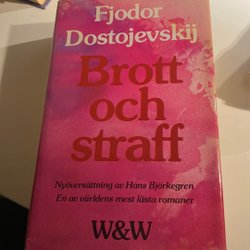 Fjodor
Dostojevskij
Brott
och
straff
Nyöversättning av Hans Björkegren
En av världens mest lästa romaner
W&W